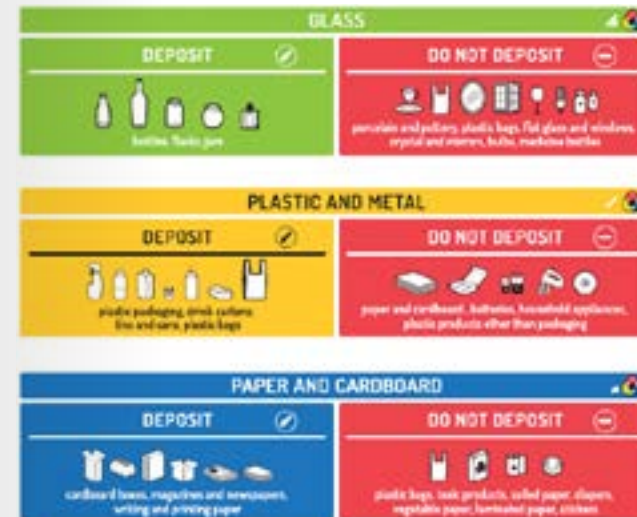 GLASS
DEPOSIT
bottles, flasks, jars
DO NOT DEPOSIT
porcelain and pottery, plastic bags, flat glass and windows,
crystal and mirrors, bulbs, medicine bottles
PLASTIC AND METAL
DEPOSIT
plastic packaging, drink cartons
tins and cans, plastic bags
DO NOT DEPOSIT
paper and cardboard, batteries, household appliances,
plastic products other than packaging
PAPER AND CARDBOARD
DEPOSIT
cardboard boxes, magazines and newspapers,
writing and printing paper
DO NOT DEPOSIT
plastic bags, products, soiled paper, diapers,
vegetable paper, laminated paper, stickers